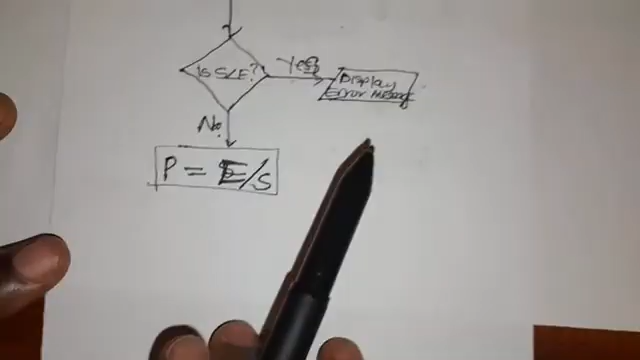 Is S<E?
Yes
Display
Error Message
No
P = E/S